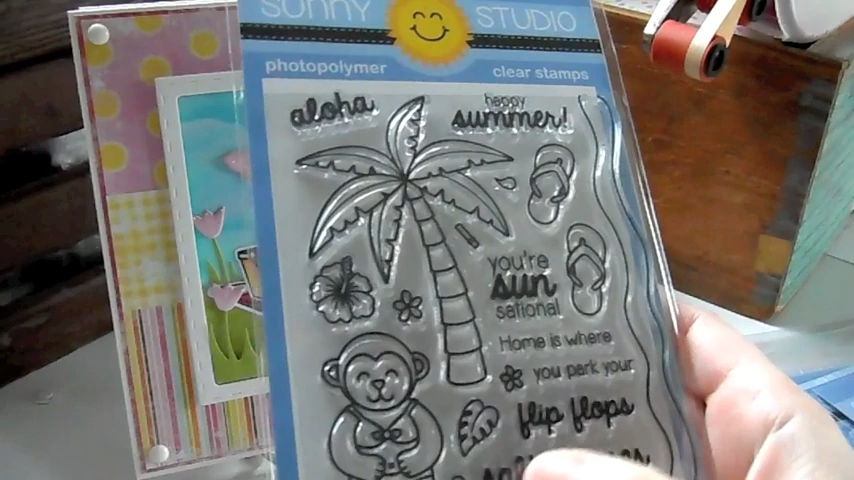 SUNNY STUDIO
photopolymer clear stamps
aloha
happy
summer!
you're
sun
sational
Home is where
you park your
flip flops